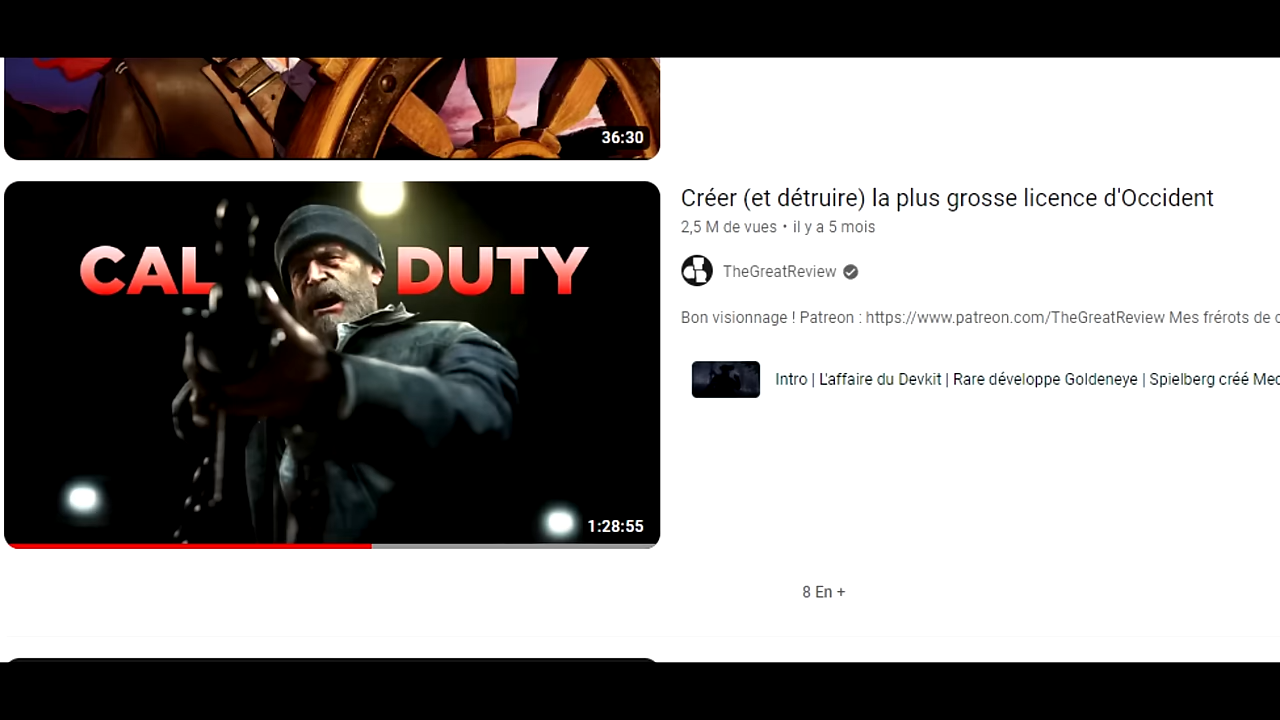 36:30
CAL DUTY
1:28:55
Créer (et détruire) la plus grosse licence d'Occident
2,5 M de vues • il y a 5 mois
TheGreatReview
Bon visionnage ! Patreon : https://www.patreon.com/TheGreatReview Mes frérots de
Intro | L'affaire du Devkit | Rare développe Goldeneye | Spielberg créé
8 En +